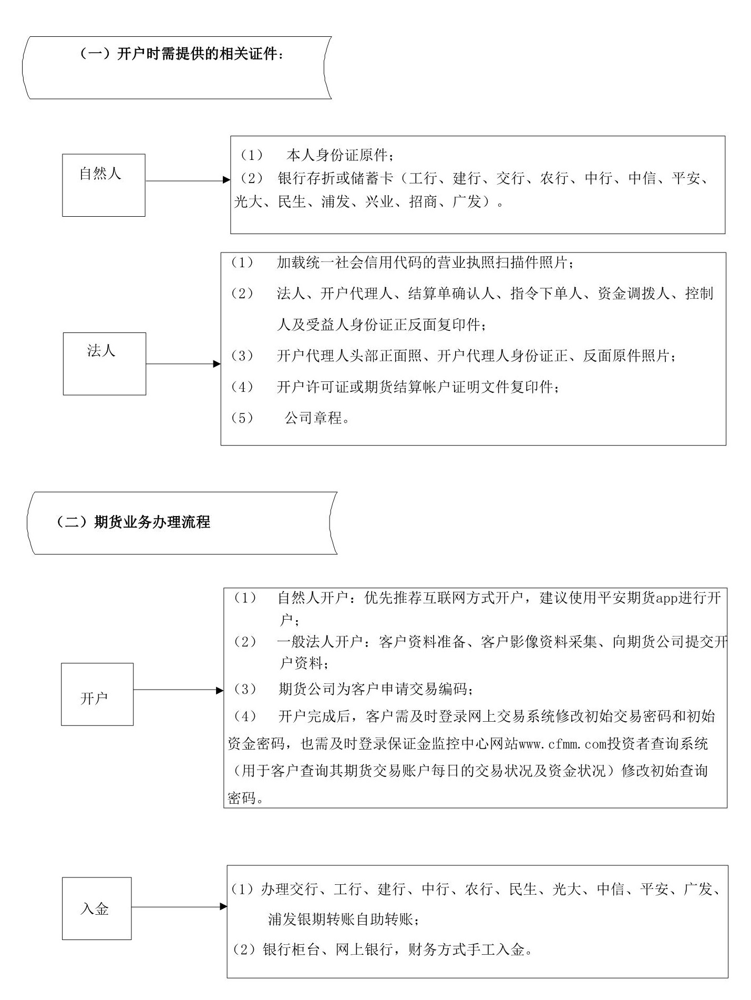 （一）开户时需提供的相关证件：
自然人
（1） 本人身份证原件；
（2） 银行存折或储蓄卡（工行、建行、交行、农行、中行、中信、平安、
光大、民生、浦发、兴业、招商、广发）。
法人
（1） 加载统一社会信用代码的营业执照扫描件照片；
（2） 法人、开户代理人、结算单确认人、指令下单人、资金调拨人、控制
人及受益人身份证正反面复印件；
（3） 开户代理人头部正面照、开户代理人身份证正、反面原件照片；
（4） 开户许可证或期货结算帐户证明文件复印件；
（5） 公司章程。
（二）期货业务办理流程
开户
（1） 自然人开户：优先推荐互联网方式开户，建议使用平安期货app进行开
户；
（2） 一般法人开户：客户资料准备、客户影像资料采集、向期货公司提交开
户资料；
（3） 期货公司为客户申请交易编码；
（4） 开户完成后，客户需及时登录网上交易系统修改初始交易密码和初始
资金密码，也需及时登录保证金监控中心网站www.cfmm.com投资者查询系统
（用于客户查询其期货交易账户每日的交易状况及资金状况）修改初始查询
密码。
入金
（1）办理交行、工行、建行、中行、农行、民生、光大、中信、平安、广发、
浦发银期转账自助转账；
（2）银行柜台、网上银行，财务方式手工入金。